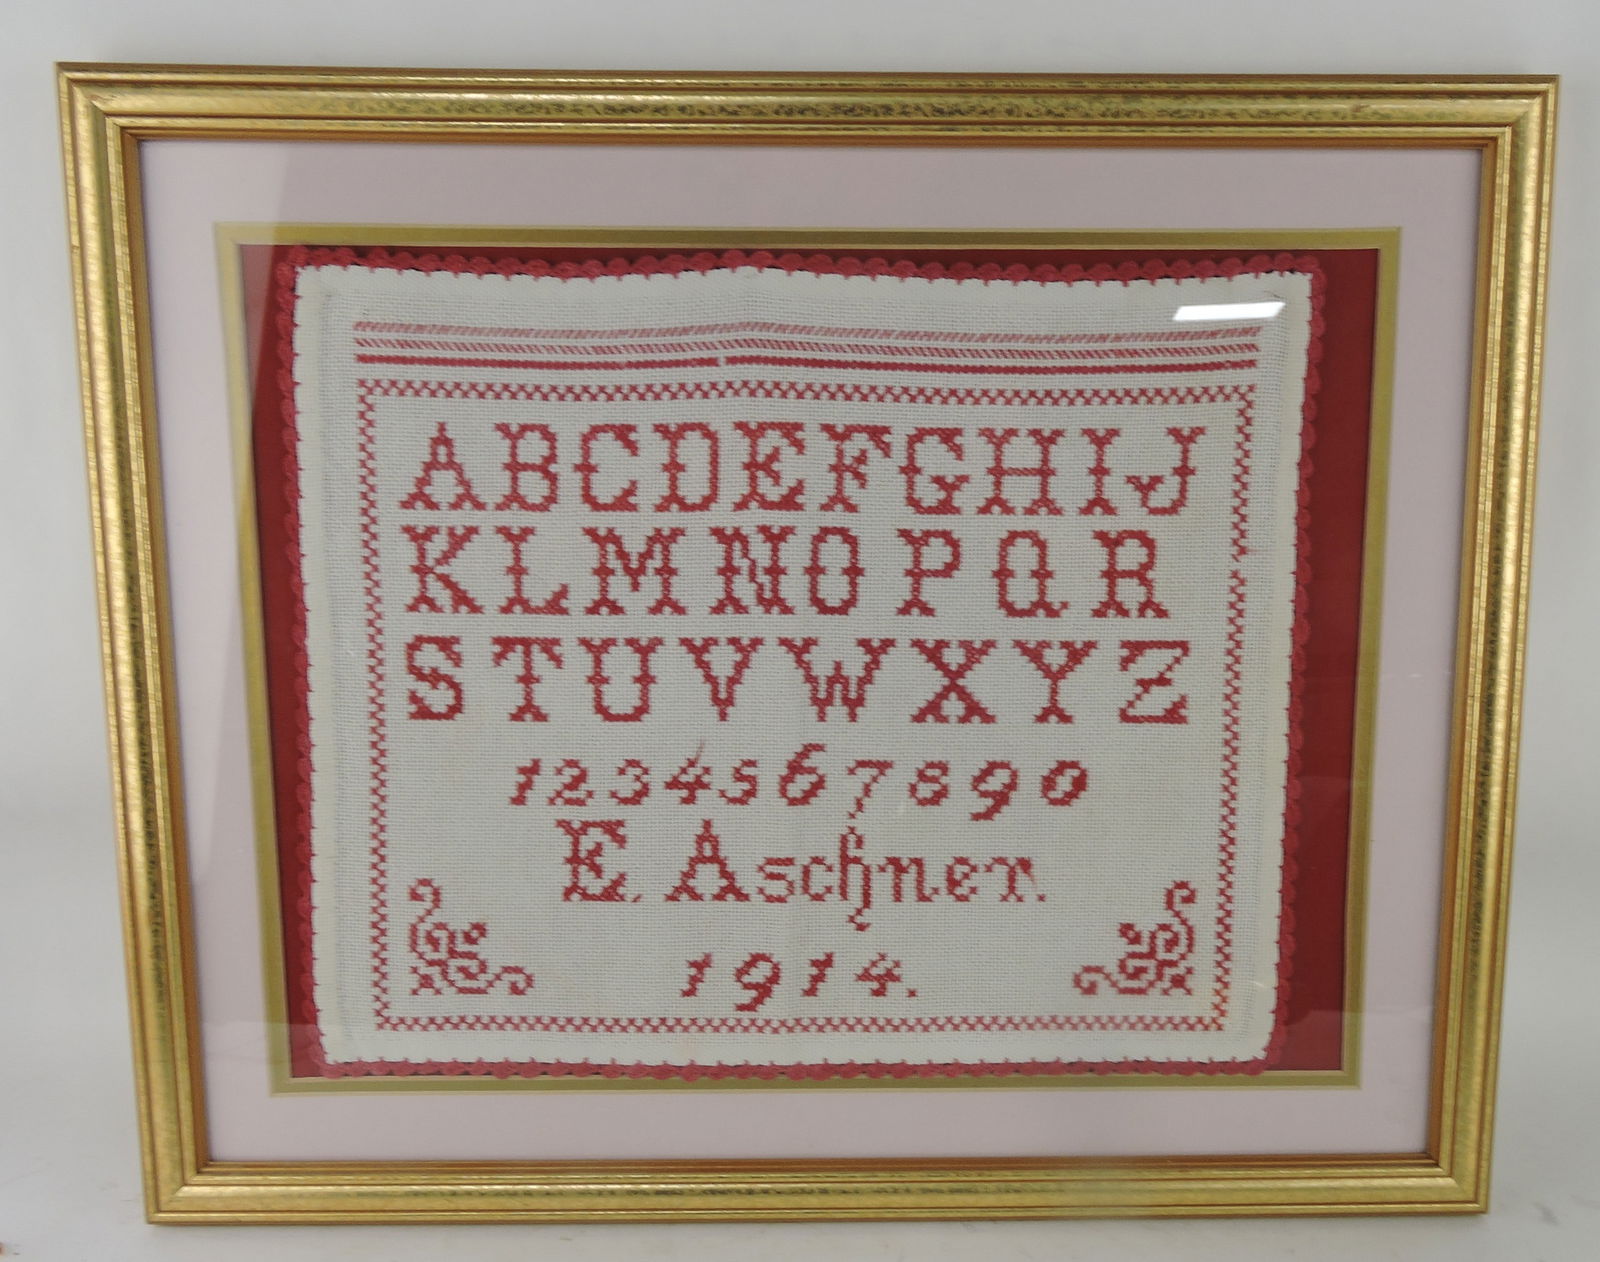 ABCDEFGHIJ
KLMNOPQR
STUVWXYZ
1234567890
E. Aschner.
1914.